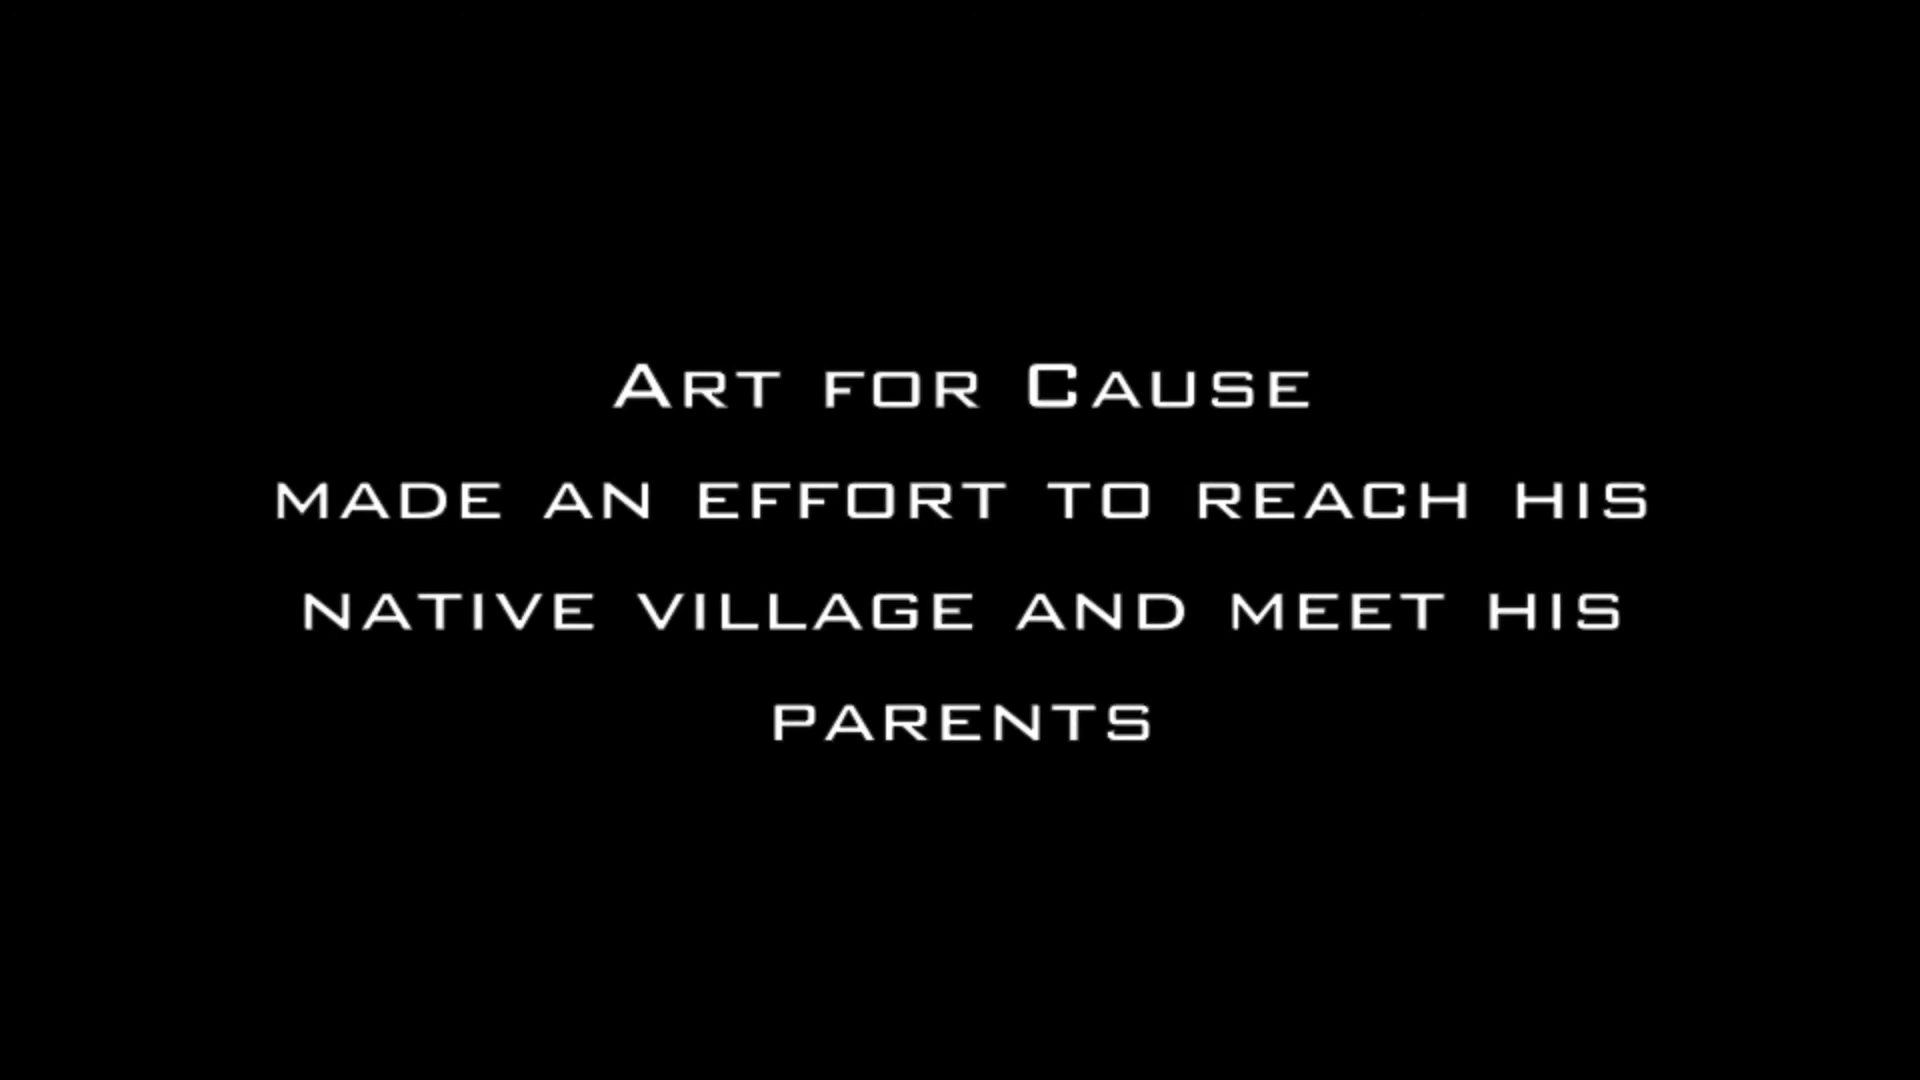 Art for Cause
made an effort to reach his
native village and meet his
parents